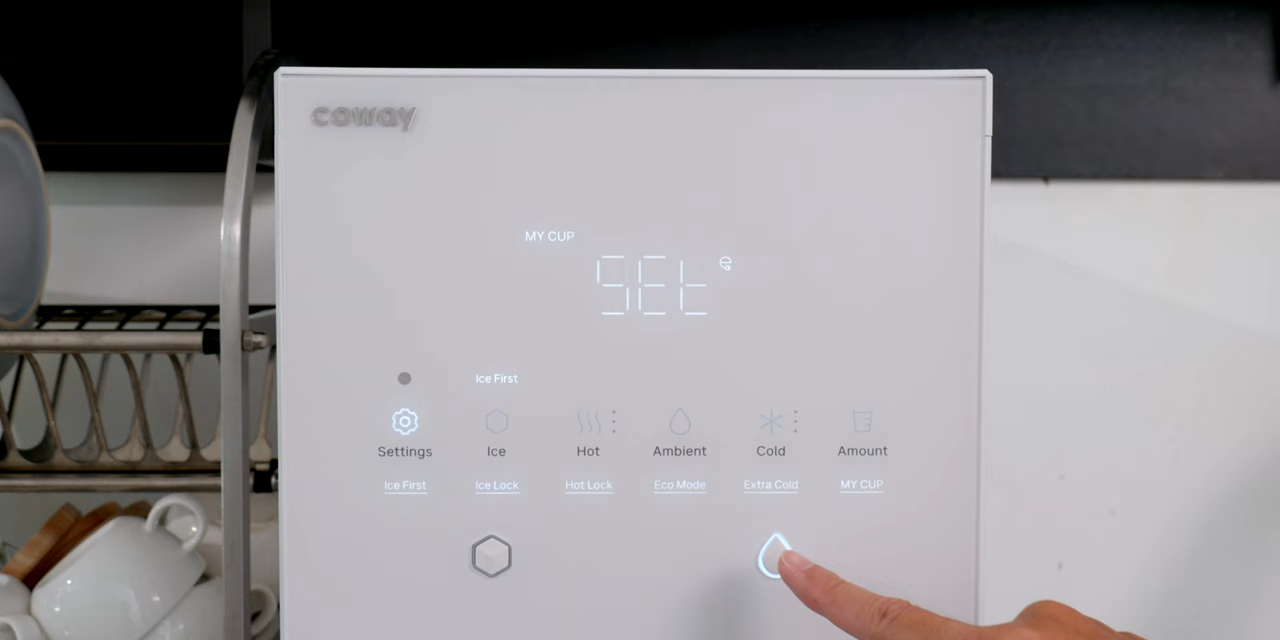 coway
MY CUP
SEt
Ice First
Settings Ice Hot Ambient Cold Amount
Ice First Ice Lock Hot Lock Eco Mode Extra Cold MY CUP